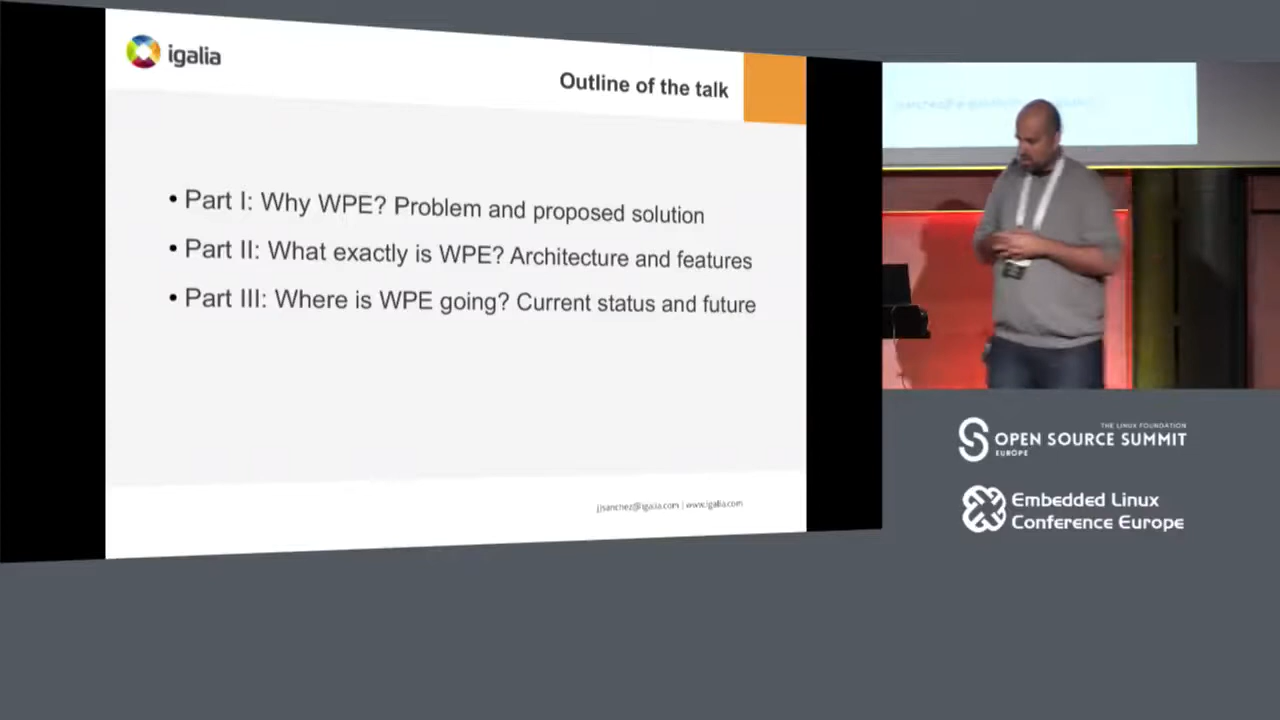 igalia
Outline of the talk
• Part I: Why WPE? Problem and proposed solution
• Part II: What exactly is WPE? Architecture and features
• Part III: Where is WPE going? Current status and future
jjsanchez@igalia.com | www.igalia.com
THE LINUX FOUNDATION
OPEN SOURCE SUMMIT
EUROPE
Embedded Linux
Conference Europe